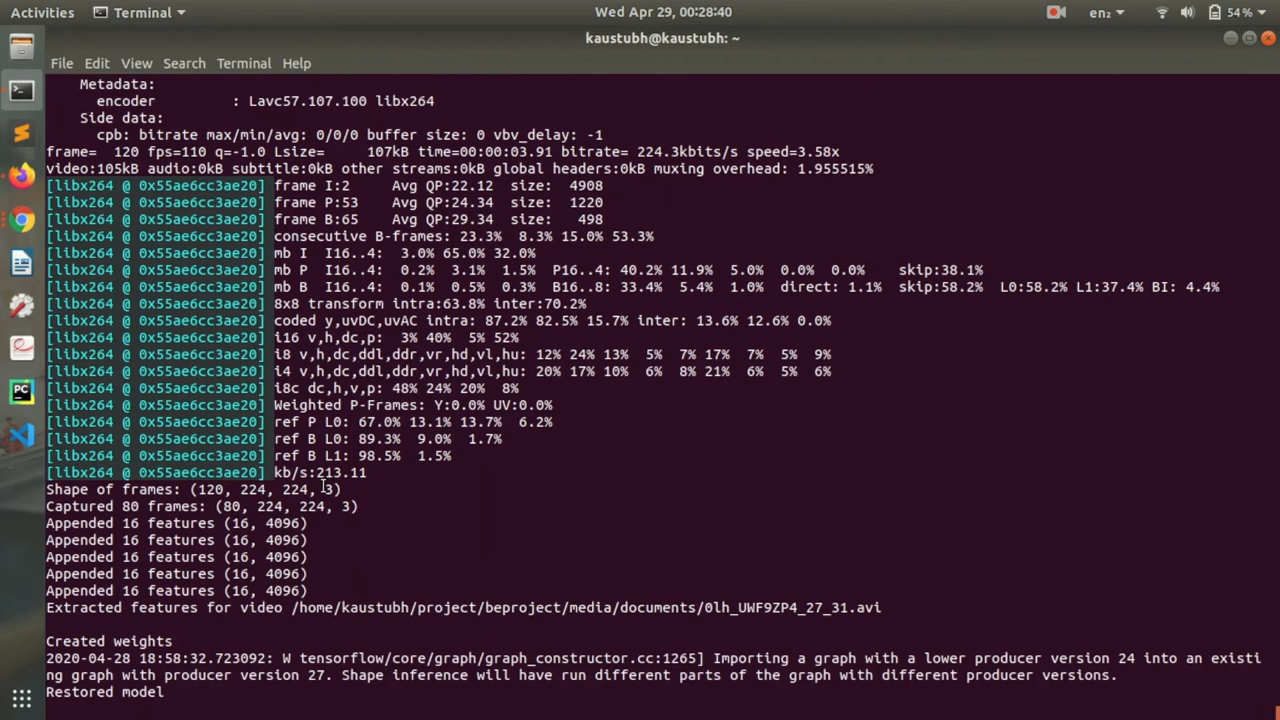 Activities Terminal Wed Apr 29, 00:28:40 en₂ 54 %
kaustubh@kaustubh: ~
File Edit View Search Terminal Help
Metadata:
encoder : Lavc57.107.100 libx264
Side data:
cpb: bitrate max/min/avg: 0/0/0 buffer size: 0 vbv_delay: -1
frame= 120 fps=110 q=-1.0 Lsize= 107kB time=00:00:03.91 bitrate= 224.3kbits/s speed=3.58x
video:105kB audio:0kB subtitle:0kB other streams:0kB global headers:0kB muxing overhead: 1.955515%
[libx264 @ 0x55ae6cc3ae20] frame I:2 Avg QP:22.12 size: 4908
[libx264 @ 0x55ae6cc3ae20] frame P:53 Avg QP:24.34 size: 1220
[libx264 @ 0x55ae6cc3ae20] frame B:65 Avg QP:29.34 size: 498
[libx264 @ 0x55ae6cc3ae20] consecutive B-frames: 23.3% 8.3% 15.0% 53.3%
[libx264 @ 0x55ae6cc3ae20] mb I I16..4: 3.0% 65.0% 32.0%
[libx264 @ 0x55ae6cc3ae20] mb P I16..4: 0.2% 3.1% 1.5% P16..4: 40.2% 11.9% 5.0% 0.0% 0.0% skip:38.1%
[libx264 @ 0x55ae6cc3ae20] mb B I16..4: 0.1% 0.5% 0.3% B16..8: 33.4% 5.4% 1.0% direct: 1.1% skip:58.2% L0:58.2% L1:37.4% BI: 4.4%
[libx264 @ 0x55ae6cc3ae20] 8x8 transform intra:63.8% inter:70.2%
[libx264 @ 0x55ae6cc3ae20] coded y,uvDC,uvAC intra: 87.2% 82.5% 15.7% inter: 13.6% 12.6% 0.0%
[libx264 @ 0x55ae6cc3ae20] i16 v,h,dc,p: 3% 40% 5% 52%
[libx264 @ 0x55ae6cc3ae20] i8 v,h,dc,ddl,ddr,vr,hd,vl,hu: 12% 24% 13% 5% 7% 17% 7% 5% 9%
[libx264 @ 0x55ae6cc3ae20] i4 v,h,dc,ddl,ddr,vr,hd,vl,hu: 20% 17% 10% 6% 8% 21% 6% 5% 6%
[libx264 @ 0x55ae6cc3ae20] i8c dc,h,v,p: 48% 24% 20% 8%
[libx264 @ 0x55ae6cc3ae20] Weighted P-Frames: Y:0.0% UV:0.0%
[libx264 @ 0x55ae6cc3ae20] ref P L0: 67.0% 13.1% 13.7% 6.2%
[libx264 @ 0x55ae6cc3ae20] ref B L0: 89.3% 9.0% 1.7%
[libx264 @ 0x55ae6cc3ae20] ref B L1: 98.5% 1.5%
[libx264 @ 0x55ae6cc3ae20] kb/s:213.11
Shape of frames: (120, 224, 224, 3)
Captured 80 frames: (80, 224, 224, 3)
Appended 16 features (16, 4096)
Appended 16 features (16, 4096)
Appended 16 features (16, 4096)
Appended 16 features (16, 4096)
Appended 16 features (16, 4096)
Extracted features for video /home/kaustubh/project/beproject/media/documents/0lh_UWF9ZP4_27_31.avi
Created weights
2020-04-28 18:58:32.723092: W tensorflow/core/graph/graph_constructor.cc:1265] Importing a graph with a lower producer version 24 into an existi
ng graph with producer version 27. Shape inference will have run different parts of the graph with different producer versions.
Restored model